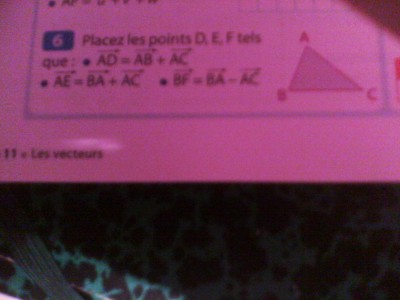 6 Placez les points D, E, F tels
que : • AD = AB + AC
• AE = BA + AC • BF = BA − AC
A
B
C
11 • Les vecteurs